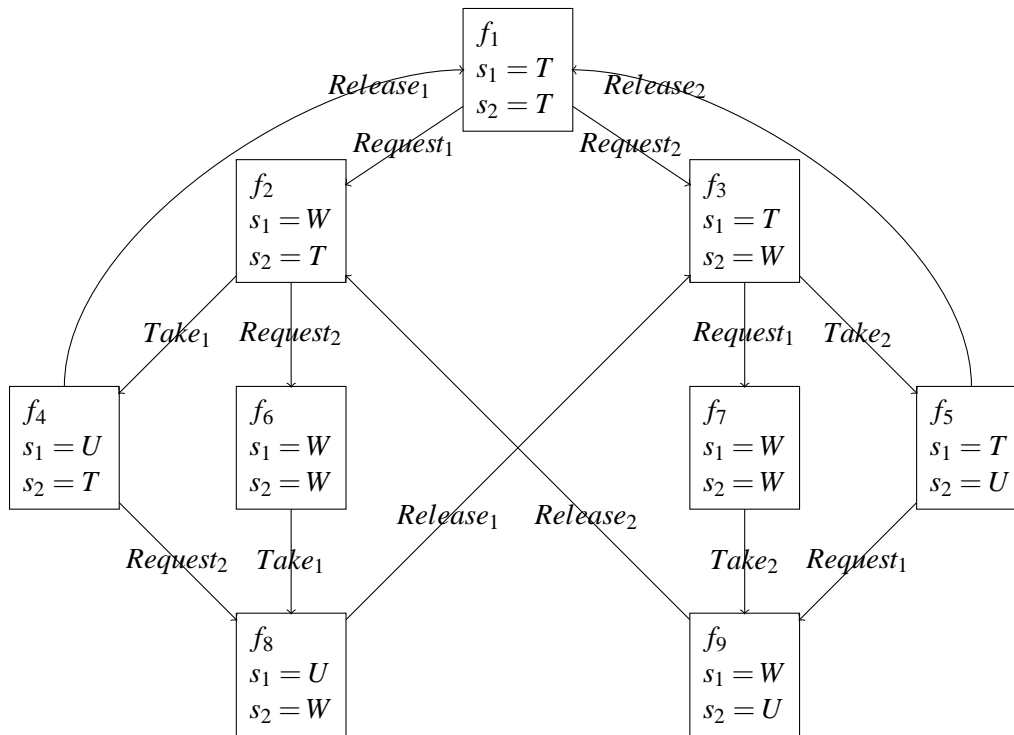 f₁
s₁ = T
s₂ = T
Release₁
Release₂
Request₁
Request₂
f₂
s₁ = W
s₂ = T
f₃
s₁ = T
s₂ = W
Take₁
Request₂
Request₁
Take₂
f₄
s₁ = U
s₂ = T
f₆
s₁ = W
s₂ = W
f₇
s₁ = W
s₂ = W
f₅
s₁ = T
s₂ = U
Release₁
Release₂
Request₂
Take₁
Take₂
Request₁
f₈
s₁ = U
s₂ = W
f₉
s₁ = W
s₂ = U